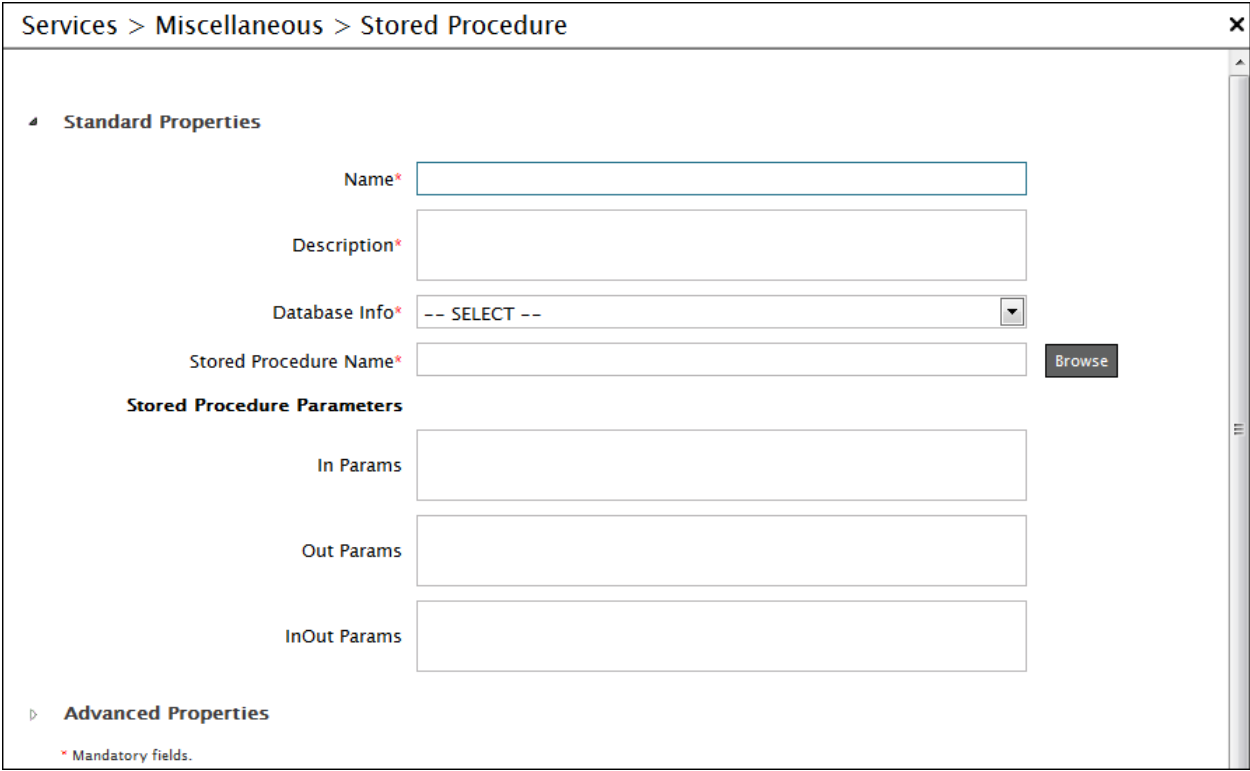 Services > Miscellaneous > Stored Procedure
Standard Properties
Name*
Description*
Database Info* -- SELECT --
Stored Procedure Name* Browse
Stored Procedure Parameters
In Params
Out Params
InOut Params
Advanced Properties
* Mandatory fields.